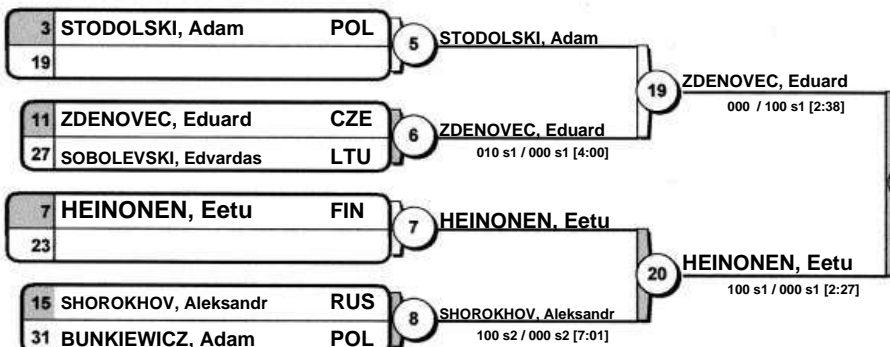 3 STODOLSKI, Adam POL
19
5
STODOLSKI, Adam
11 ZDENOVEC, Eduard CZE
27 SOBOLEVSKI, Edvardas LTU
6
ZDENOVEC, Eduard
010 s1 / 000 s1 [4:00]
19
ZDENOVEC, Eduard
000 / 100 s1 [2:38]
7 HEINONEN, Eetu FIN
23
7
HEINONEN, Eetu
15 SHOROKHOV, Aleksandr RUS
31 BUNKIEWICZ, Adam POL
8
SHOROKHOV, Aleksandr
100 s2 / 000 s2 [7:01]
20
HEINONEN, Eetu
100 s1 / 000 s1 [2:27]